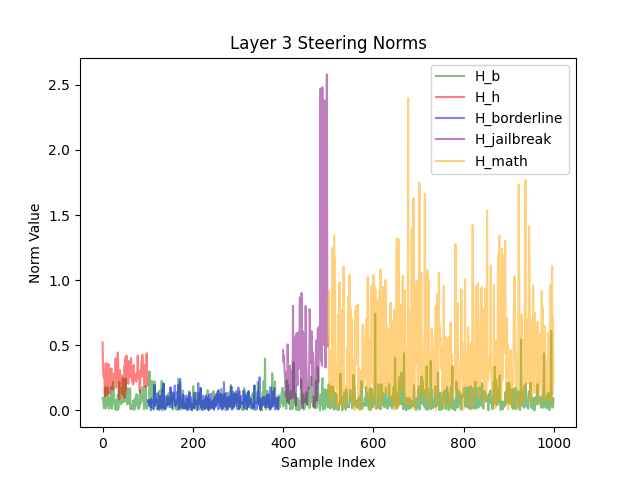 Layer 3 Steering Norms
H_b
H_h
H_borderline
H_jailbreak
H_math
2.5
2.0
1.5
1.0
0.5
0.0
Norm Value
0 200 400 600 800 1000
Sample Index